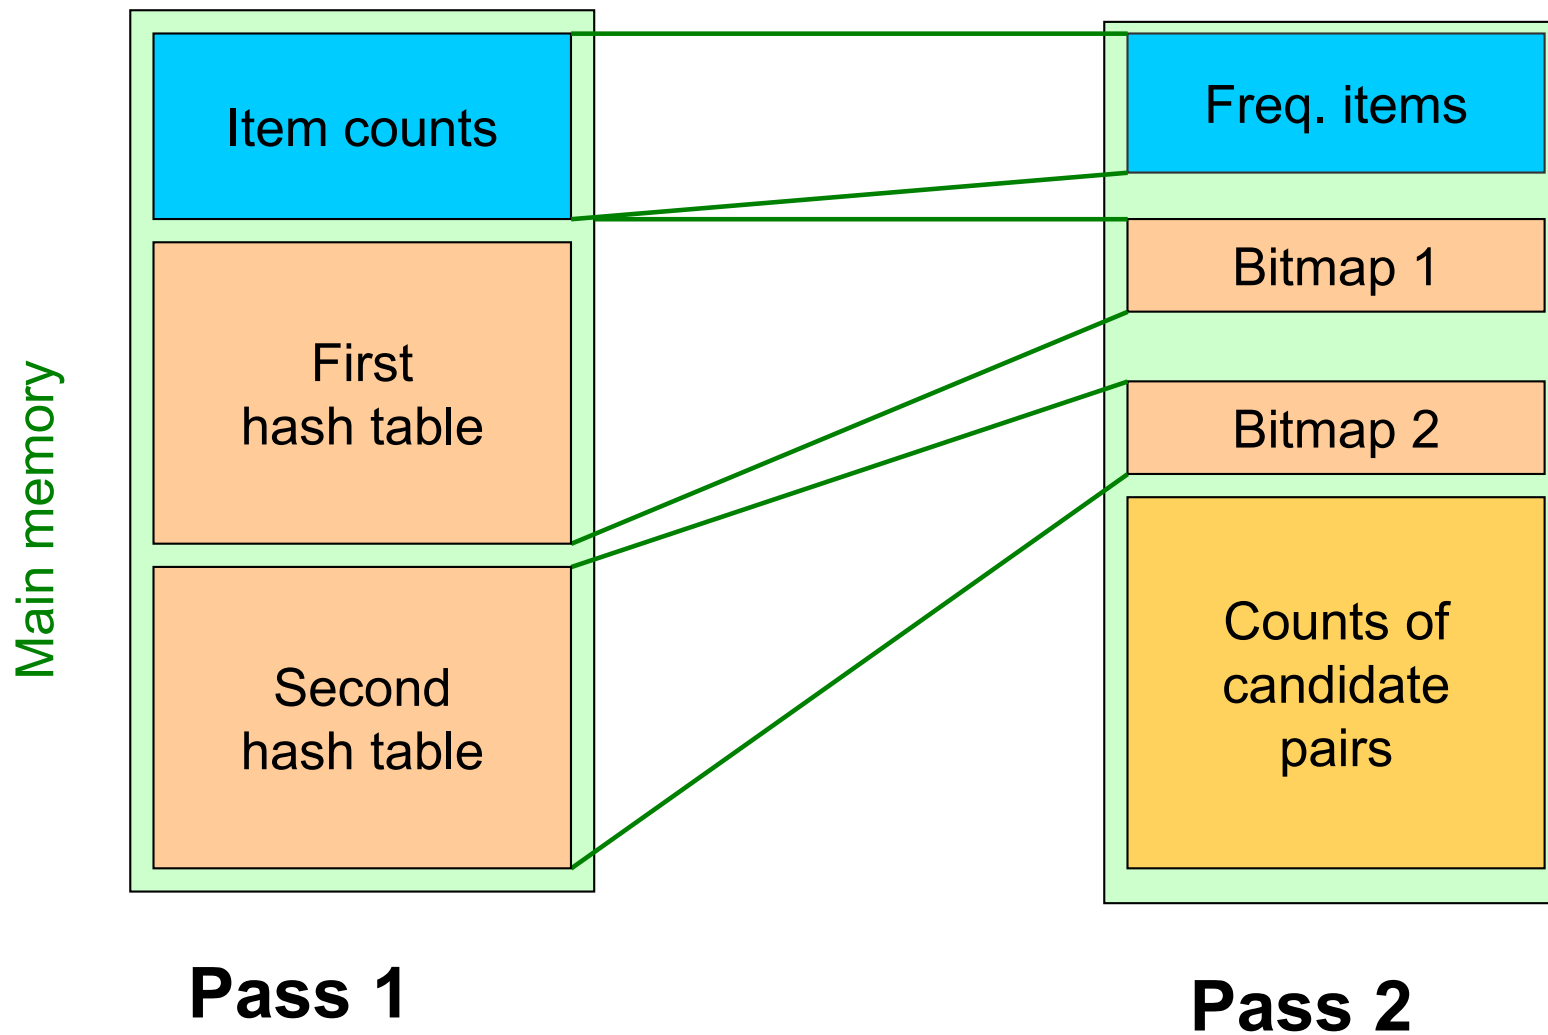 Main memory
Item counts
First
hash table
Second
hash table
Pass 1
Freq. items
Bitmap 1
Bitmap 2
Counts of
candidate
pairs
Pass 2